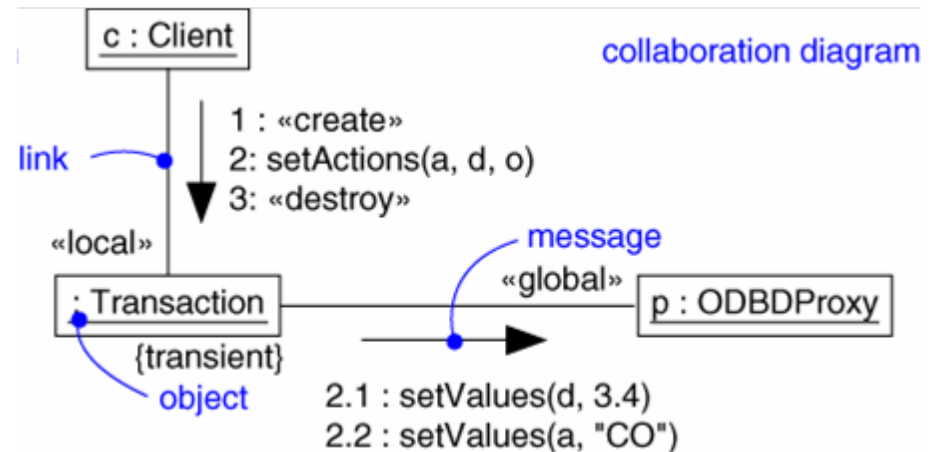 c : Client
collaboration diagram
1 : «create»
link
2: setActions(a, d, o)
3: «destroy»
«local»
message
«global»
: Transaction
p : ODBDProxy
{transient}
object
2.1 : setValues(d, 3.4)
2.2 : setValues(a, "CO")